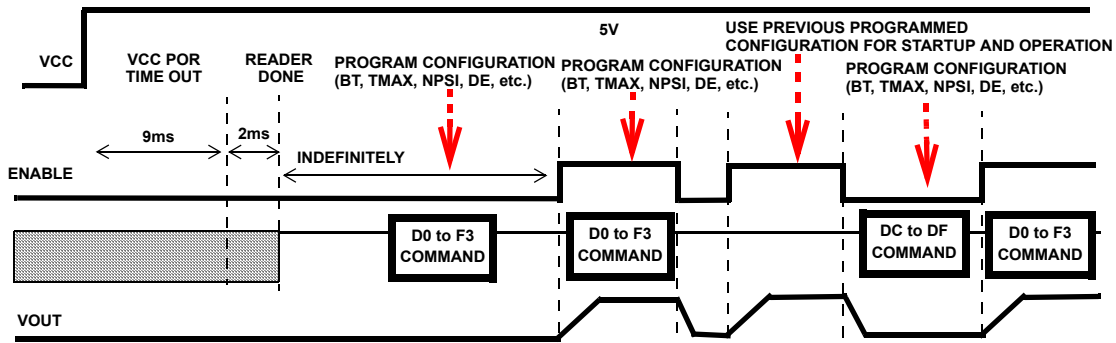 5V
USE PREVIOUS PROGRAMMED
CONFIGURATION FOR STARTUP AND OPERATION
VCC
VCC POR
TIME OUT
READER
DONE
PROGRAM CONFIGURATION
(BT, TMAX, NPSI, DE, etc.)
PROGRAM CONFIGURATION
(BT, TMAX, NPSI, DE, etc.)
PROGRAM CONFIGURATION
(BT, TMAX, NPSI, DE, etc.)
9ms
2ms
INDEFINITELY
ENABLE
D0 to F3
COMMAND
D0 to F3
COMMAND
DC to DF
COMMAND
D0 to F3
COMMAND
VOUT